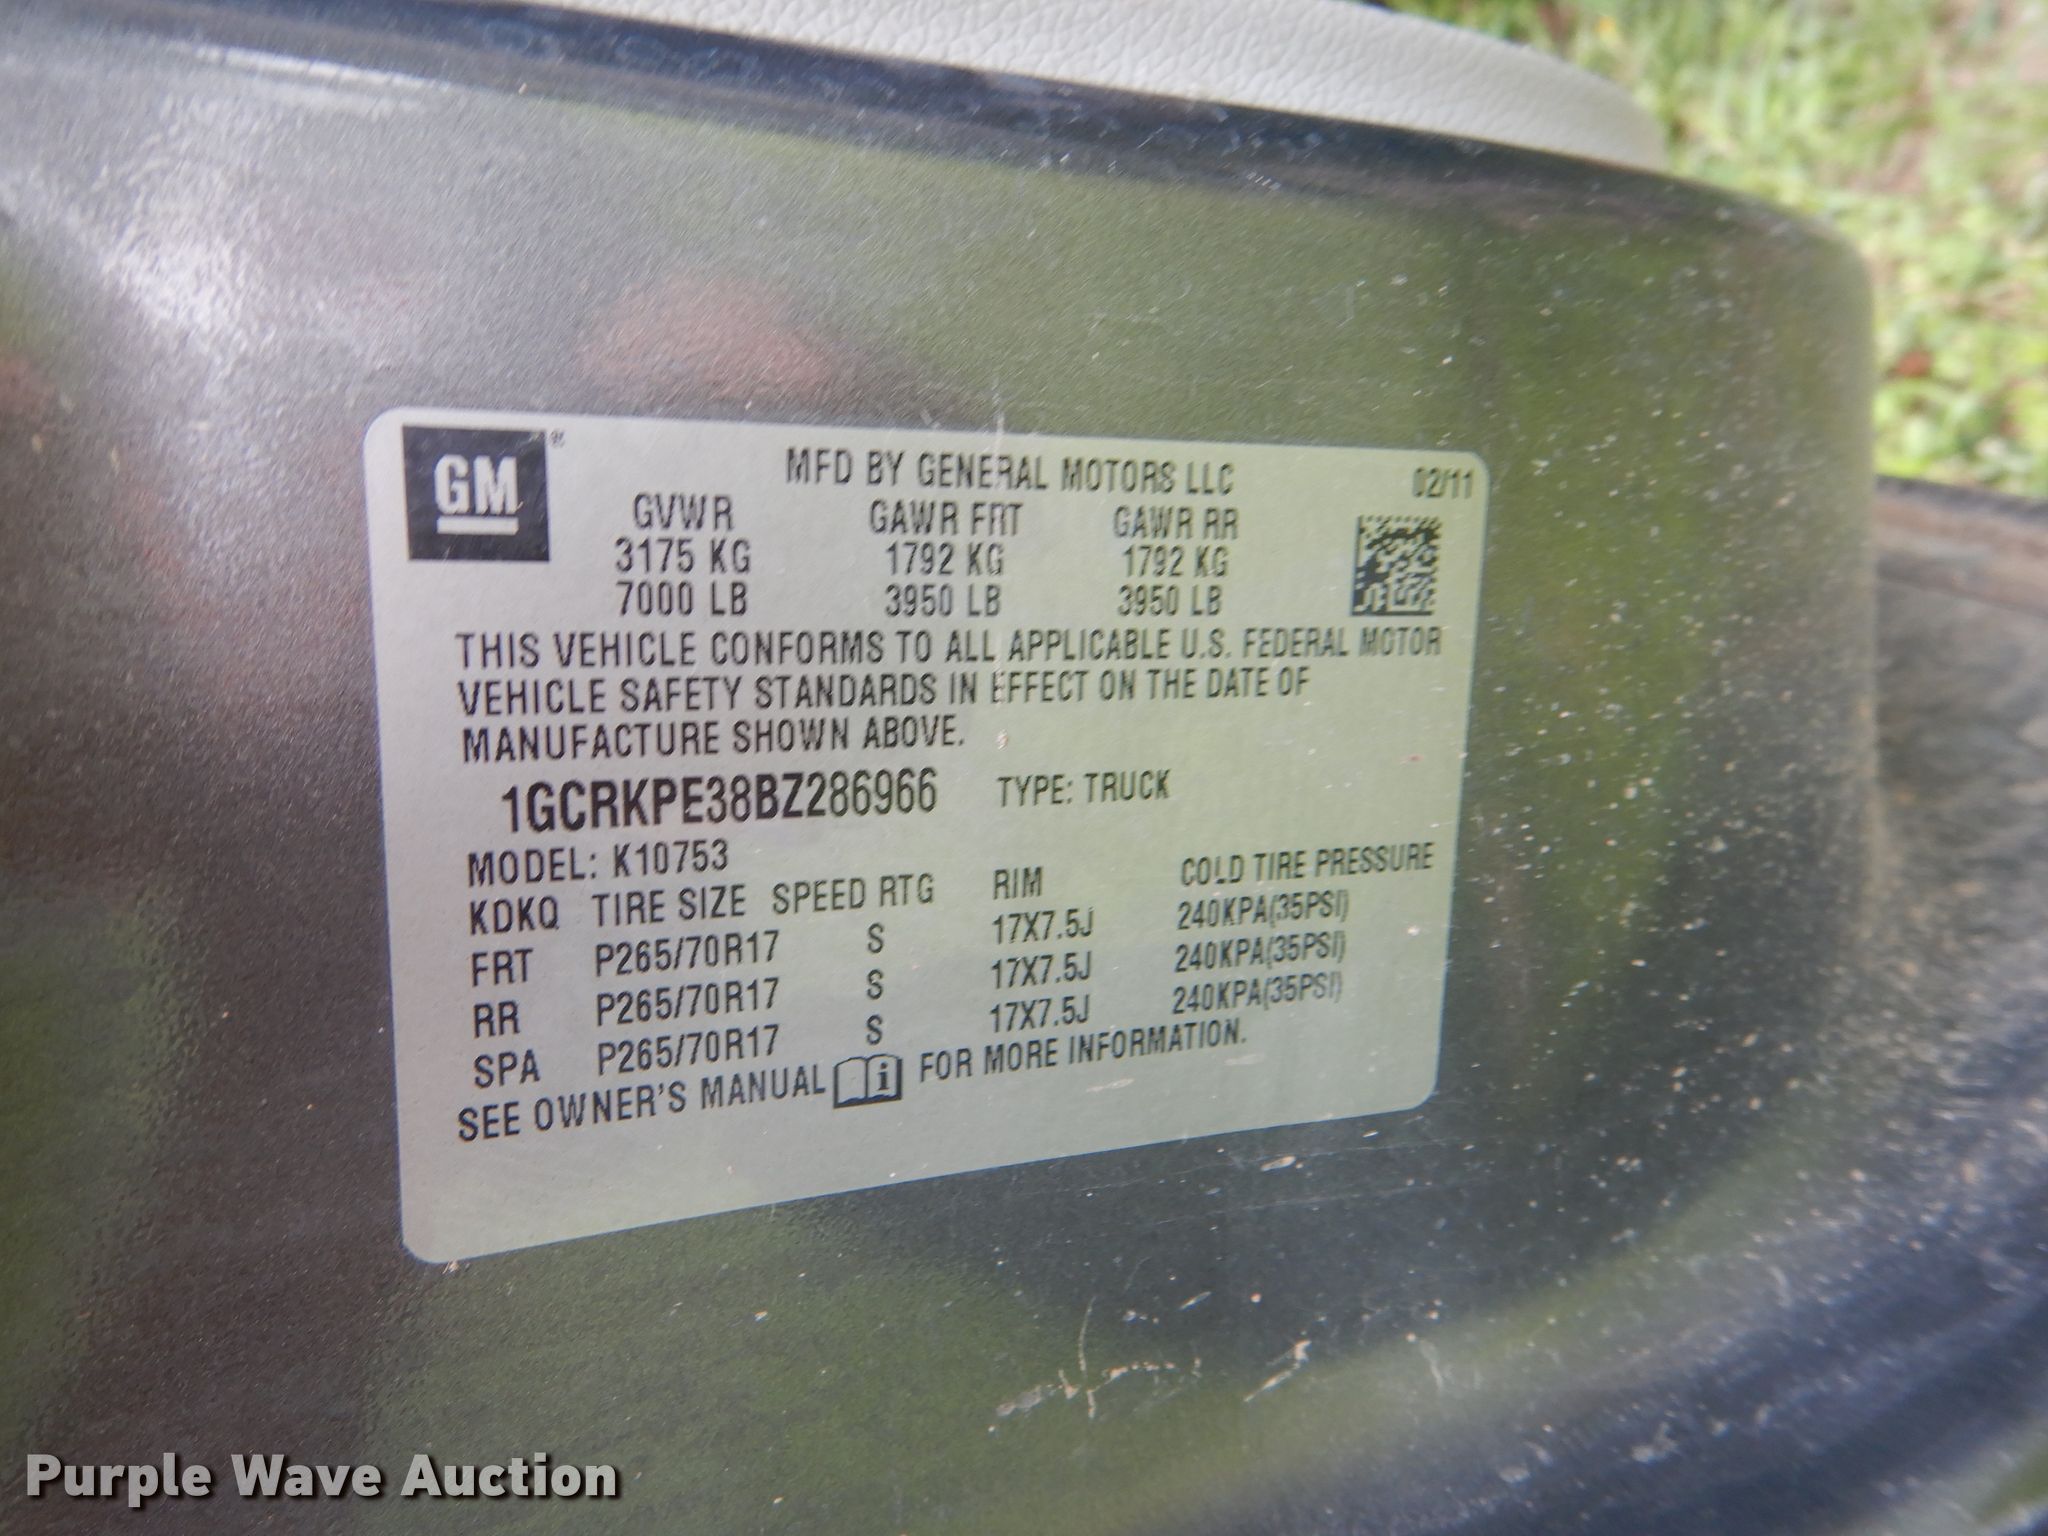 GM
MFD BY GENERAL MOTORS LLC 02/11
GVWR GAWR FRT GAWR RR
3175 KG 1792 KG 1792 KG
7000 LB 3950 LB 3950 LB
THIS VEHICLE CONFORMS TO ALL APPLICABLE U.S. FEDERAL MOTOR
VEHICLE SAFETY STANDARDS IN EFFECT ON THE DATE OF
MANUFACTURE SHOWN ABOVE.
1GCRKPE38BZ286966 TYPE: TRUCK
MODEL: K10753
KDKQ TIRE SIZE SPEED RTG RIM COLD TIRE PRESSURE
FRT P265/70R17 S 17X7.5J 240KPA(35PSI)
RR P265/70R17 S 17X7.5J 240KPA(35PSI)
SPA P265/70R17 S 17X7.5J 240KPA(35PSI)
SEE OWNER'S MANUAL i FOR MORE INFORMATION.
Purple Wave Auction